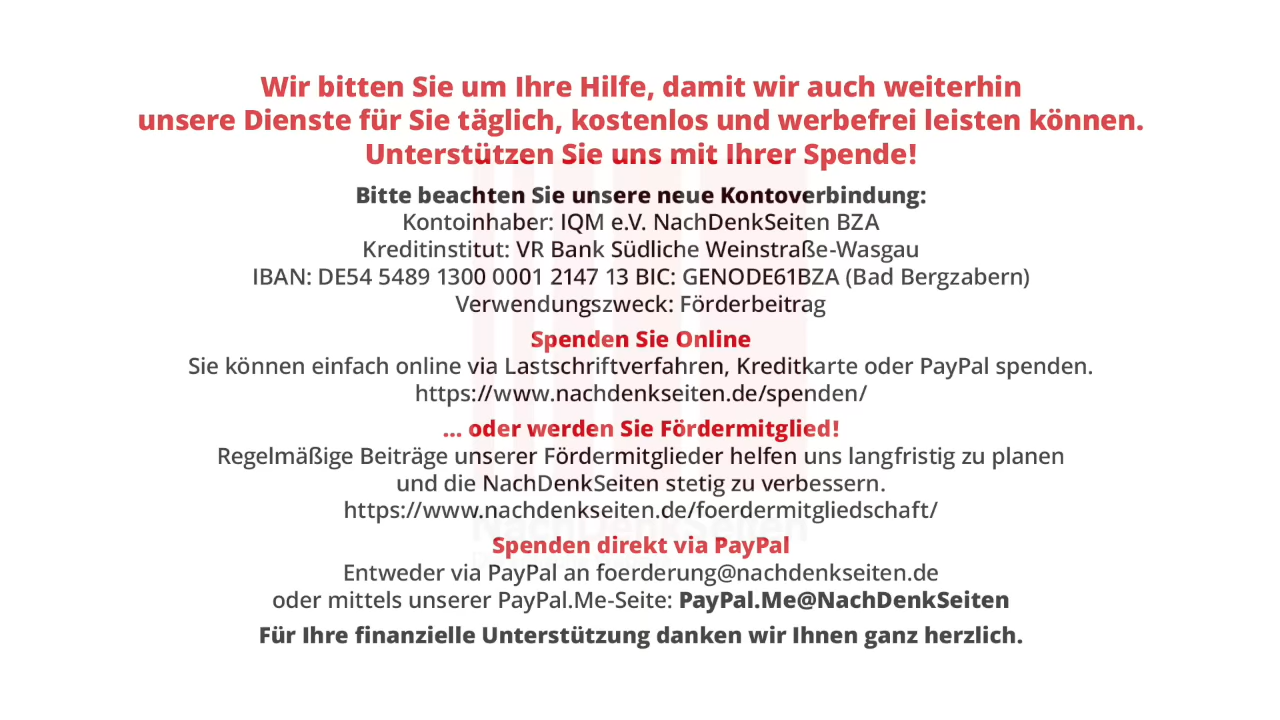 Wir bitten Sie um Ihre Hilfe, damit wir auch weiterhin
unsere Dienste für Sie täglich, kostenlos und werbefrei leisten können.
Unterstützen Sie uns mit Ihrer Spende!
Bitte beachten Sie unsere neue Kontoverbindung:
Kontoinhaber: IQM e.V. NachDenkSeiten BZA
Kreditinstitut: VR Bank Südliche Weinstraße-Wasgau
IBAN: DE54 5489 1300 0001 2147 13 BIC: GENODE61BZA (Bad Bergzabern)
Verwendungszweck: Förderbeitrag
Spenden Sie Online
Sie können einfach online via Lastschriftverfahren, Kreditkarte oder PayPal spenden.
https://www.nachdenkseiten.de/spenden/
... oder werden Sie Fördermitglied!
Regelmäßige Beiträge unserer Fördermitglieder helfen uns langfristig zu planen
und die NachDenkSeiten stetig zu verbessern.
https://www.nachdenkseiten.de/foerdermitgliedschaft/
NachDenkSeiten
Spenden direkt via PayPal
Entweder via PayPal an foerderung@nachdenkseiten.de
oder mittels unserer PayPal.Me-Seite: PayPal.Me@NachDenkSeiten
Für Ihre finanzielle Unterstützung danken wir Ihnen ganz herzlich.